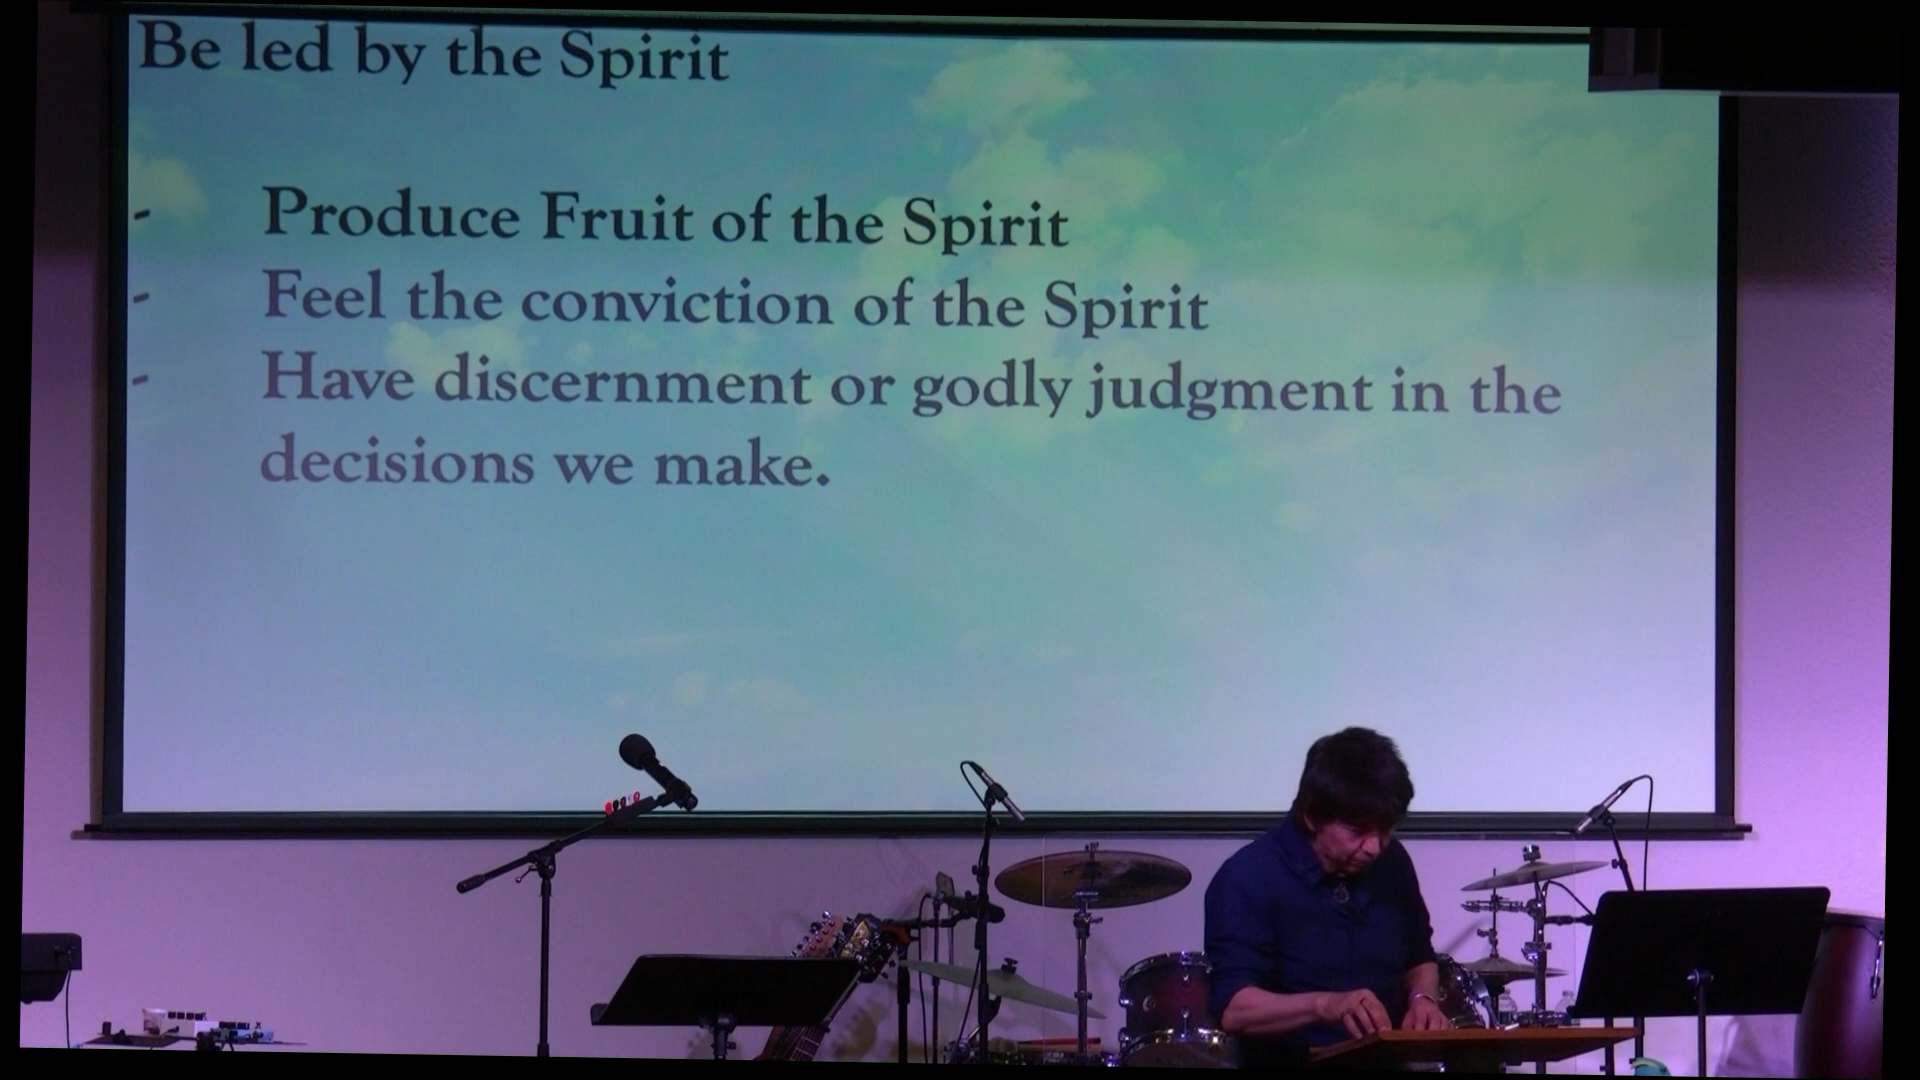 Be led by the Spirit
- Produce Fruit of the Spirit
- Feel the conviction of the Spirit
- Have discernment or godly judgment in the
decisions we make.